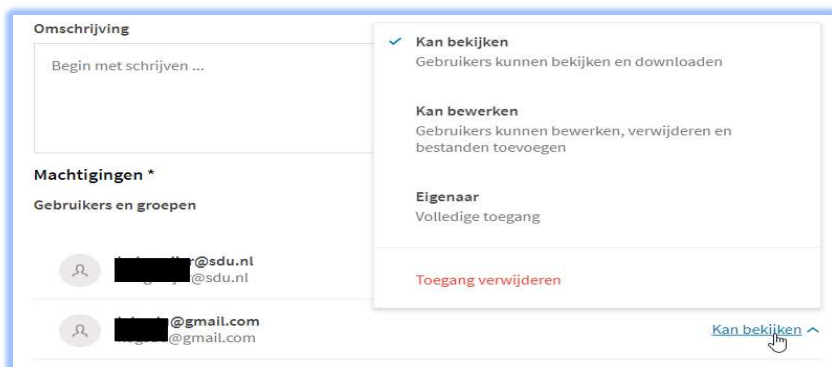 Omschrijving
Begin met schrijven ...
Kan bekijken
Gebruikers kunnen bekijken en downloaden
Kan bewerken
Gebruikers kunnen bewerken, verwijderen en
bestanden toevoegen
Eigenaar
Volledige toegang
Toegang verwijderen
Machtigingen *
Gebruikers en groepen
@sdu.nl
@sdu.nl
@gmail.com
@gmail.com
Kan bekijken